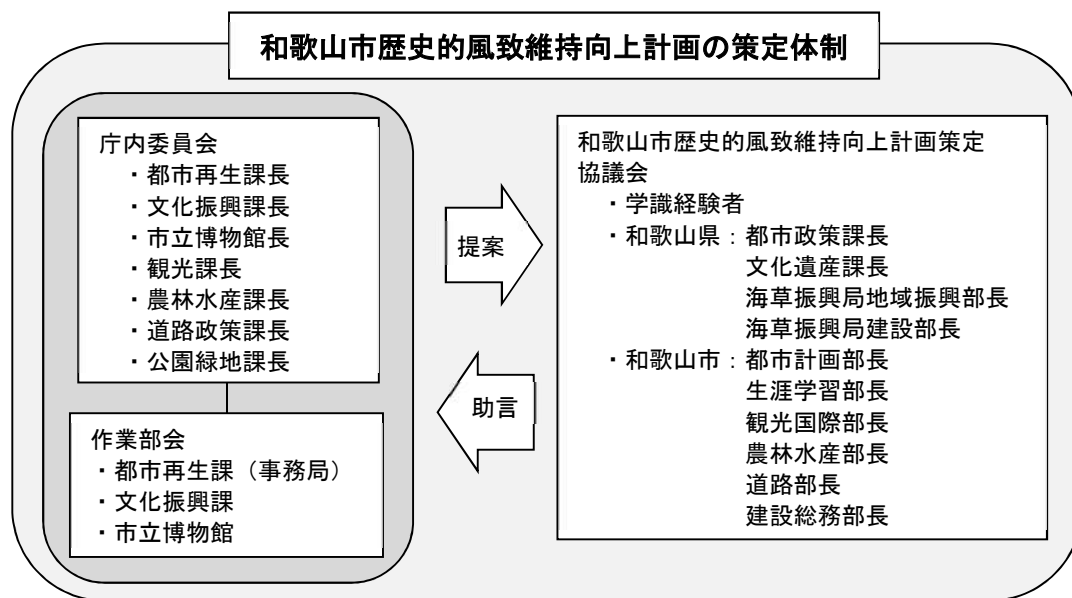 和歌山市歴史的風致維持向上計画の策定体制
庁内委員会
・都市再生課長
・文化振興課長
・市立博物館長
・観光課長
・農林水産課長
・道路政策課長
・公園緑地課長
作業部会
・都市再生課（事務局）
・文化振興課
・市立博物館
提案
助言
和歌山市歴史的風致維持向上計画策定
協議会
・学識経験者
・和歌山県：都市政策課長
文化遺産課長
海草振興局地域振興部長
海草振興局建設部長
・和歌山市：都市計画部長
生涯学習部長
観光国際部長
農林水産部長
道路部長
建設総務部長